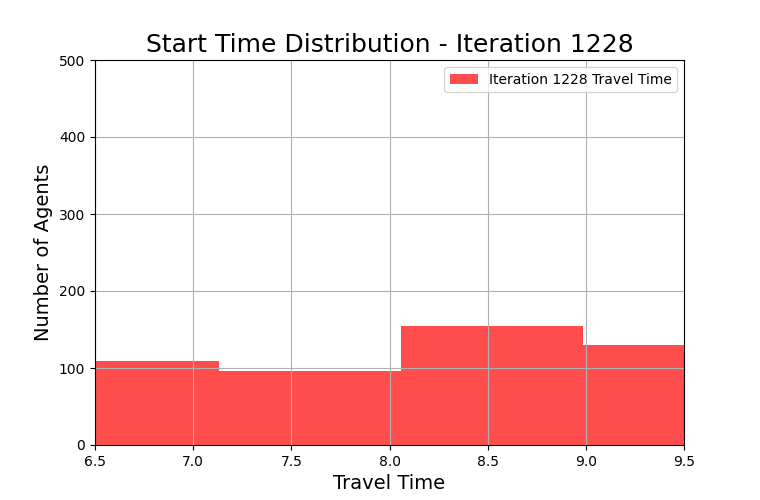 Start Time Distribution - Iteration 1228
Iteration 1228 Travel Time
Number of Agents
500
400
300
200
100
0
6.5 7.0 7.5 8.0 8.5 9.0 9.5
Travel Time